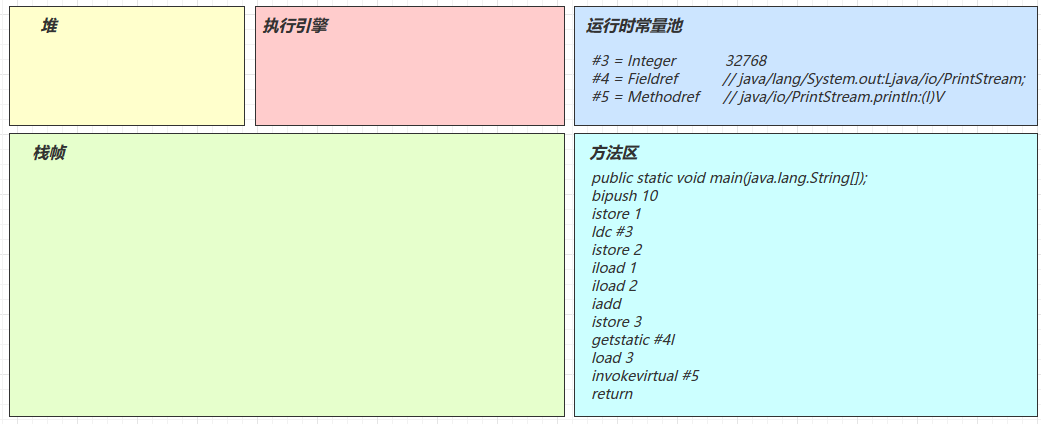 堆
执行引擎
运行时常量池
#3 = Integer 32768
#4 = Fieldref // java/lang/System.out:Ljava/io/PrintStream;
#5 = Methodref // java/io/PrintStream.println:(I)V
栈帧
方法区
public static void main(java.lang.String[]);
bipush 10
istore 1
ldc #3
istore 2
iload 1
iload 2
iadd
istore 3
getstatic #4l
load 3
invokevirtual #5
return